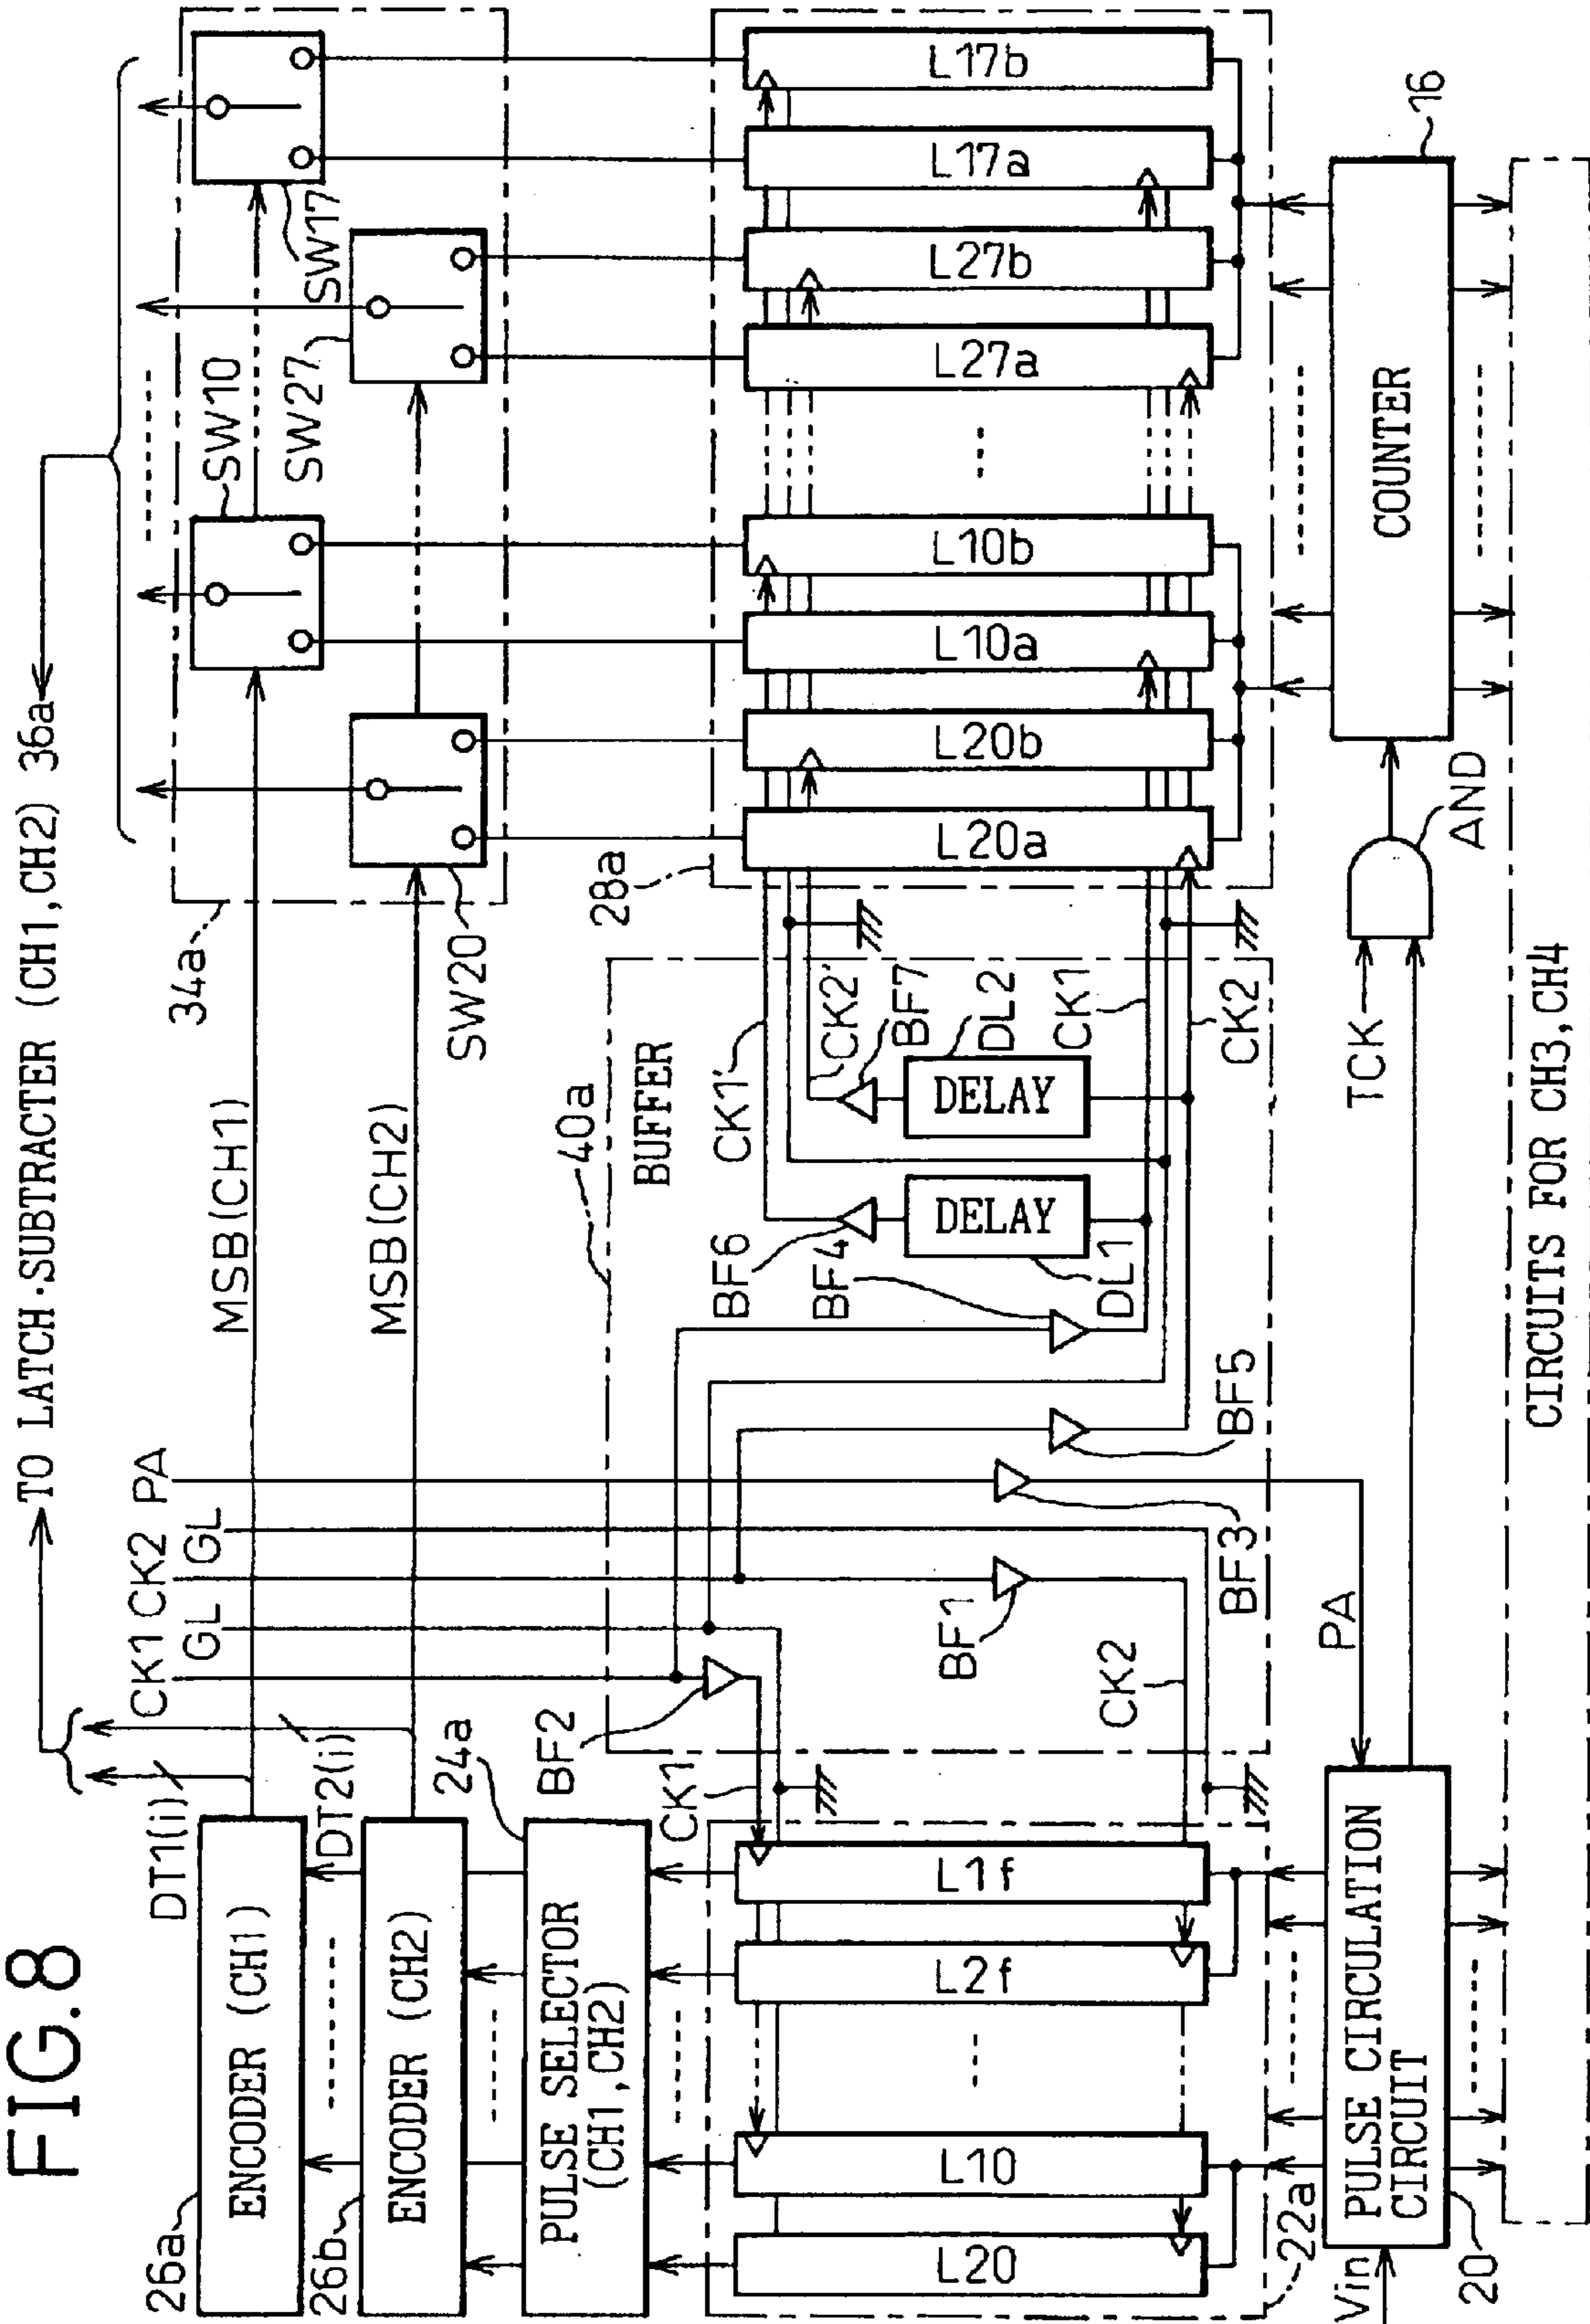 FIG.8
TO LATCH·SUBTRACTER (CH1,CH2) 36a
26a
ENCODER (CH1)
DT1(i)
CK1
GL
CK2
GL
PA
MSB(CH1)
34a
SW10
SW17
26b
ENCODER (CH2)
DT2(i)
MSB(CH2)
SW20
SW27
PULSE SELECTOR
(CH1,CH2)
24a
BF2
40a
BUFFER
28a
CK1
BF6
BF4
CK1'
CK2'
BF7
DELAY
DL1
DELAY
DL2
CK1
CK2
L20
L10
L2f
L1f
L20a
L20b
L10a
L10b
L27a
L27b
L17a
L17b
BF1
CK2
BF3
BF5
22a
PA
TCK
AND
Vin
PULSE CIRCULATION
CIRCUIT
20
COUNTER
16
CIRCUITS FOR CH3,CH4